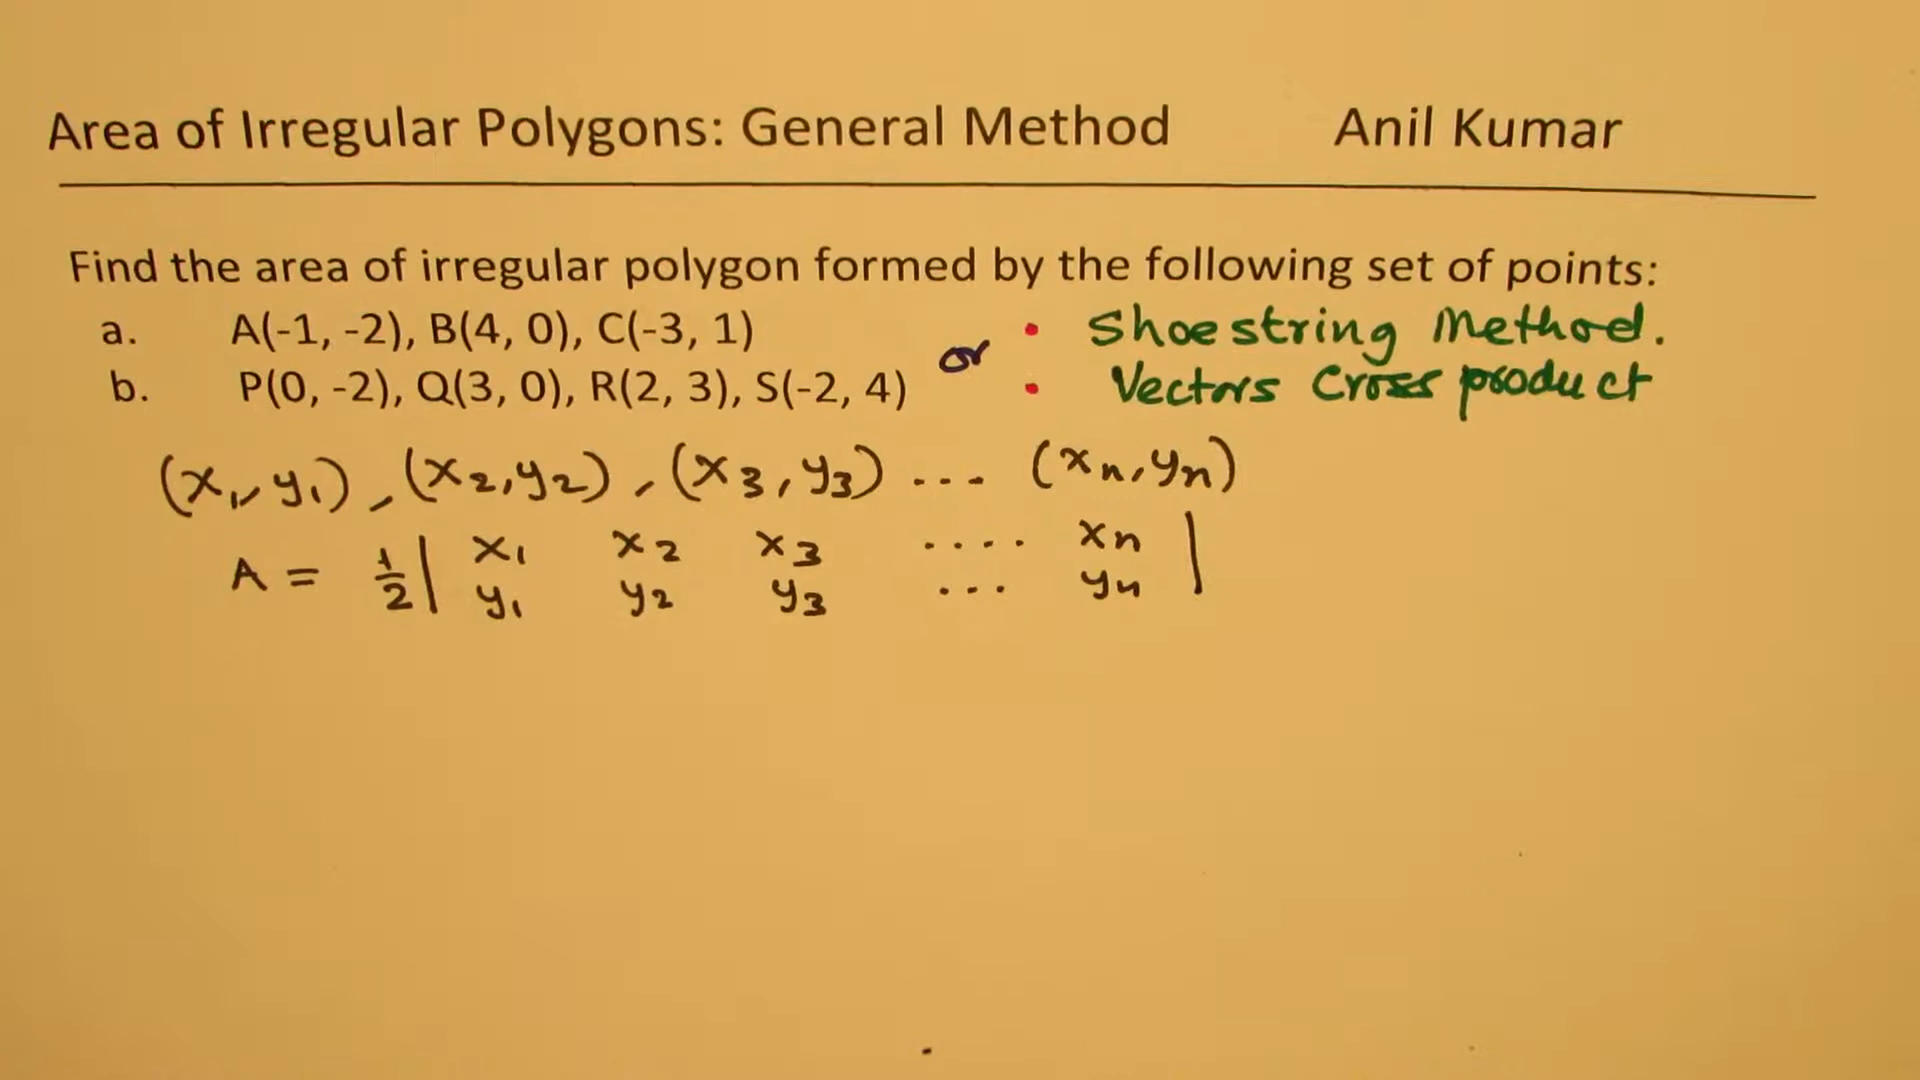 Area of Irregular Polygons: General Method Anil Kumar
Find the area of irregular polygon formed by the following set of points:
a. A(-1, -2), B(4, 0), C(-3, 1)
b. P(0, -2), Q(3, 0), R(2, 3), S(-2, 4)
or
• Shoestring Method.
• Vectors Cross product
(x₁, y₁), (x₂, y₂), (x₃, y₃) ... (xₙ, yₙ)
A = ½ | x₁ x₂ x₃ .... xₙ |
y₁ y₂ y₃ ... yₙ